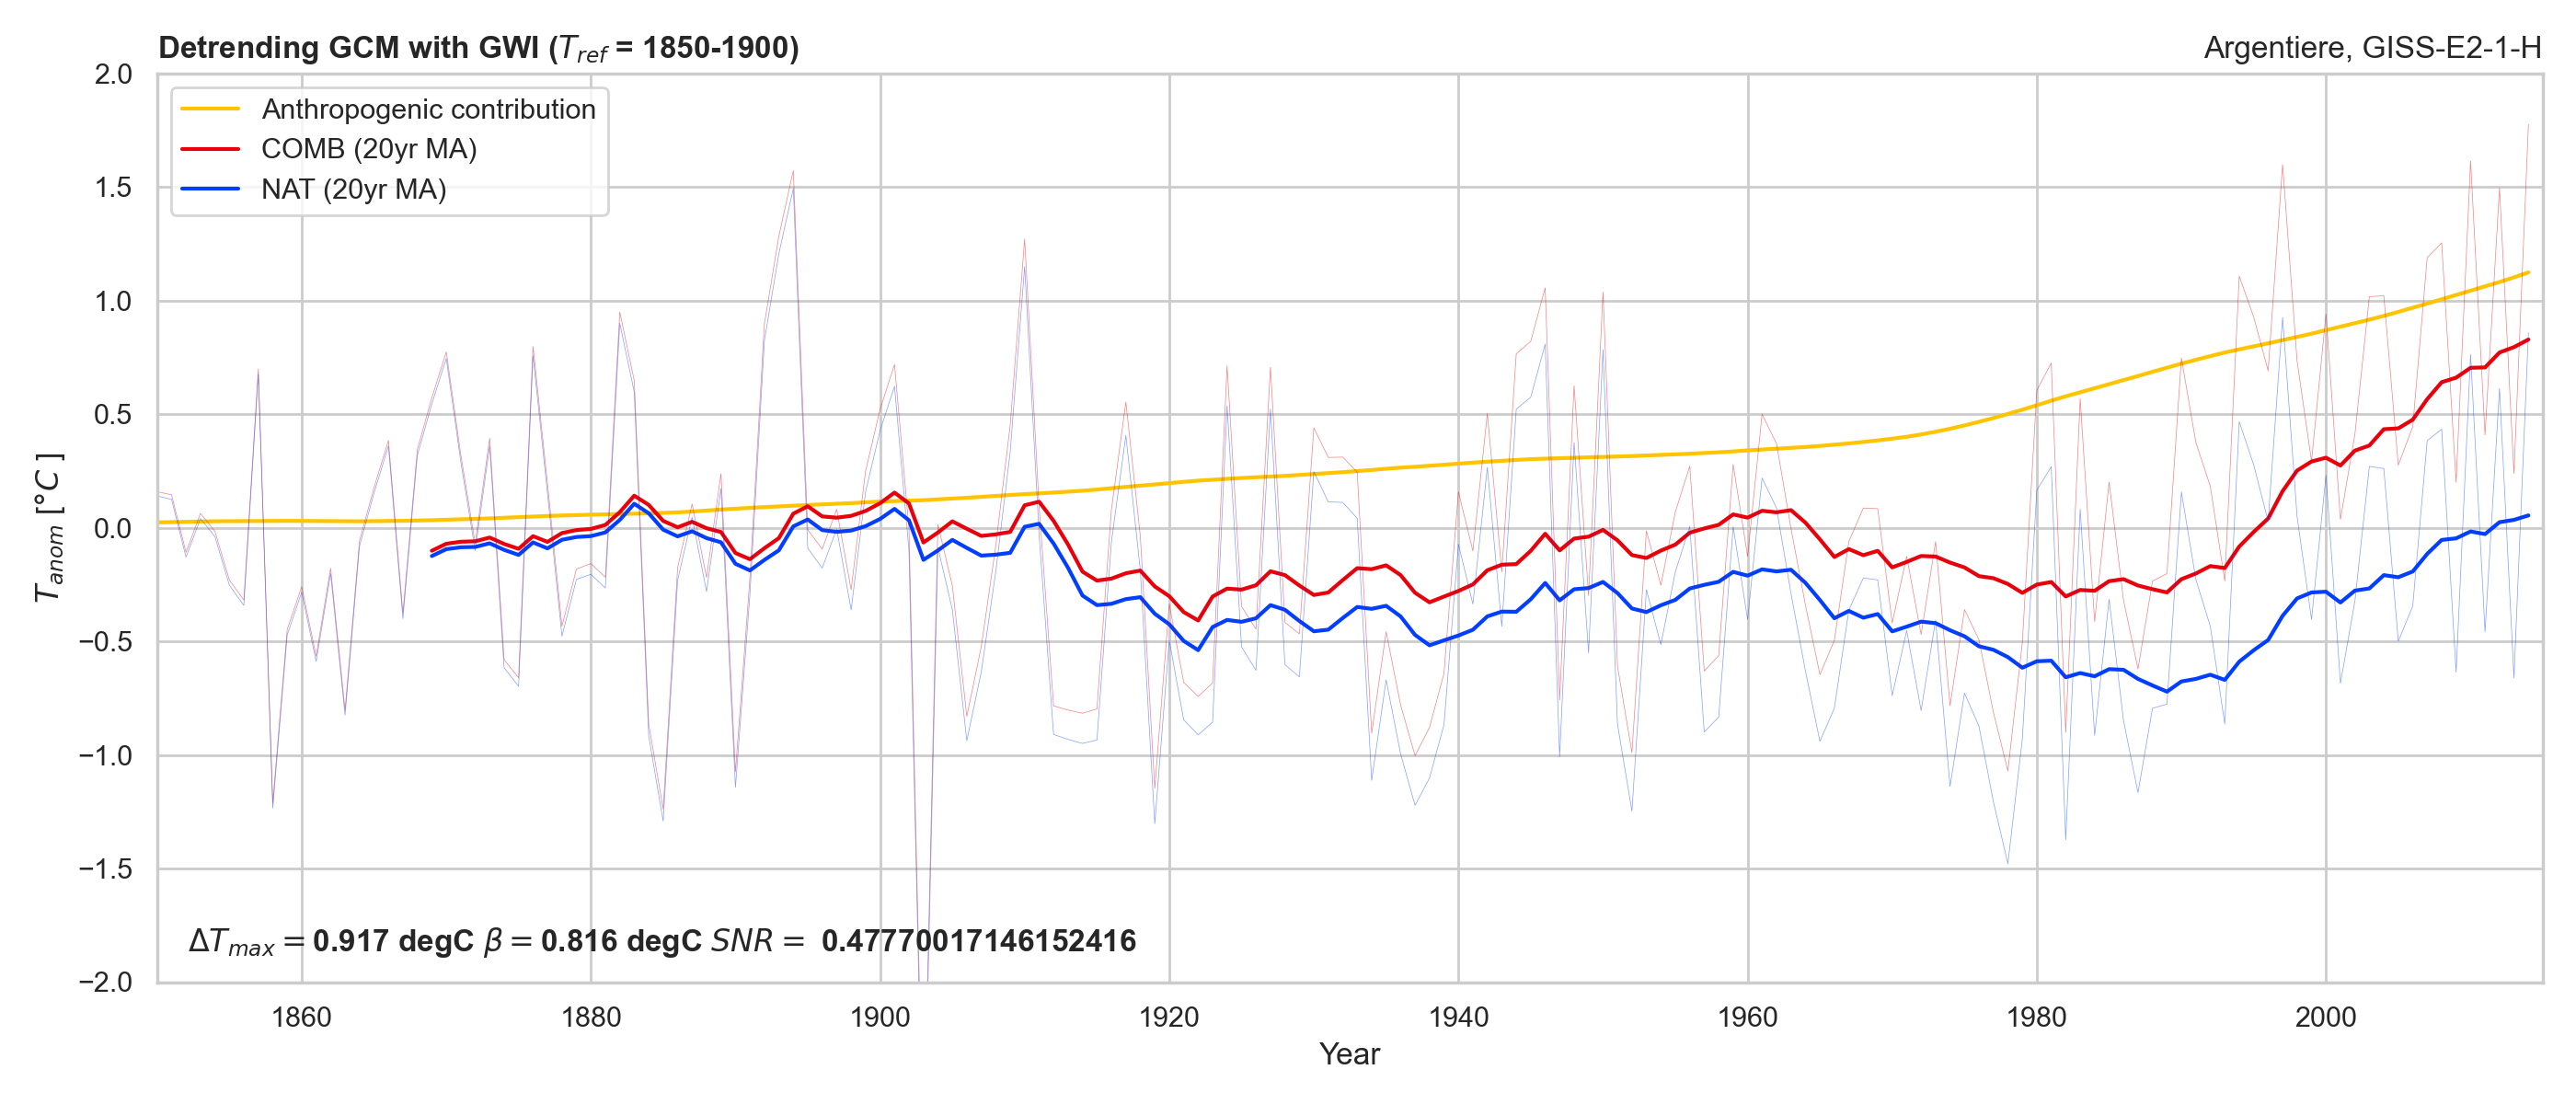 Detrending GCM with GWI (T_ref = 1850-1900)
Argentiere, GISS-E2-1-H
Anthropogenic contribution
COMB (20yr MA)
NAT (20yr MA)
T_anom [°C ]
2.0
1.5
1.0
0.5
0.0
−0.5
−1.0
−1.5
−2.0
ΔT_max = 0.917 degC β = 0.816 degC SNR = 0.47770017146152416
1860 1880 1900 1920 1940 1960 1980 2000
Year